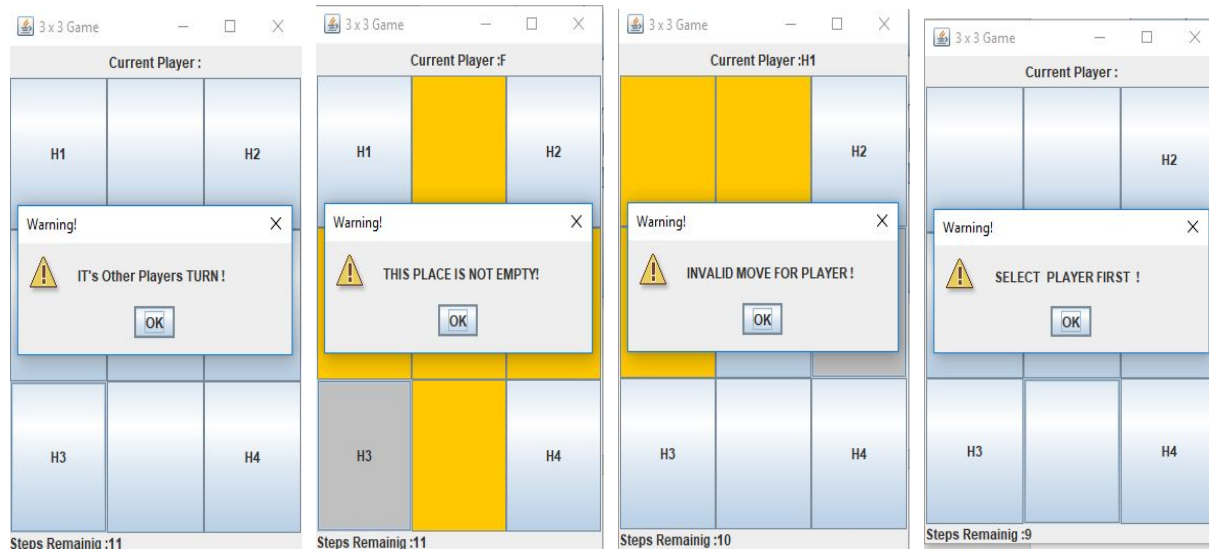 3 x 3 Game
Current Player :
H1 H2
Warning!
IT's Other Players TURN !
OK
H3 H4
Steps Remainig :11
3 x 3 Game
Current Player :F
H1 H2
Warning!
THIS PLACE IS NOT EMPTY!
OK
H3 H4
Steps Remainig :11
3 x 3 Game
Current Player :H1
H2
Warning!
INVALID MOVE FOR PLAYER !
OK
H3 H4
Steps Remainig :10
3 x 3 Game
Current Player :
H2
Warning!
SELECT PLAYER FIRST !
OK
H3 H4
Steps Remainig :9